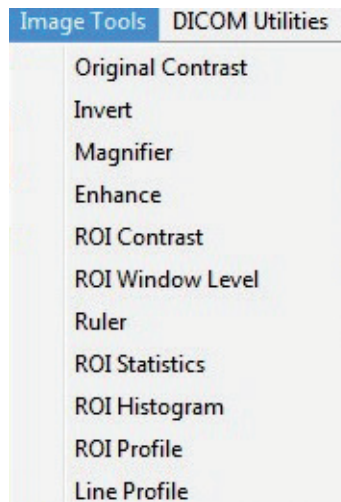 Image Tools DICOM Utilities
Original Contrast
Invert
Magnifier
Enhance
ROI Contrast
ROI Window Level
Ruler
ROI Statistics
ROI Histogram
ROI Profile
Line Profile